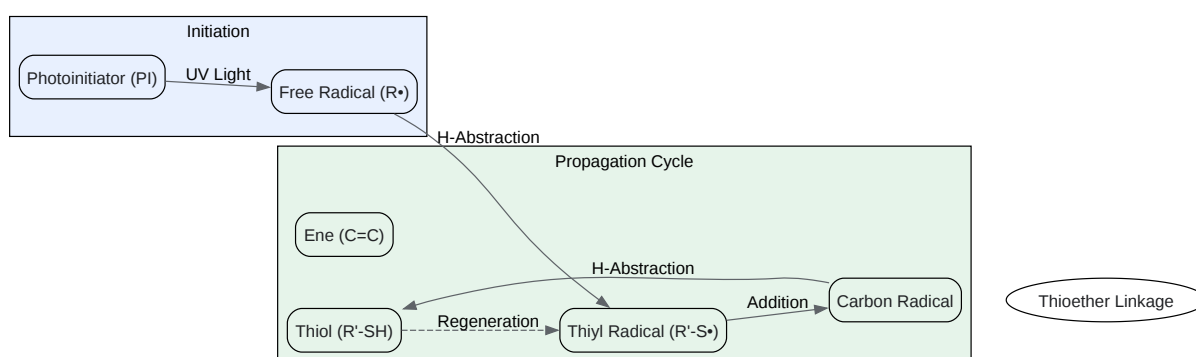 Initiation
Photoinitiator (PI)
UV Light
Free Radical (R•)
H-Abstraction
Propagation Cycle
Ene (C=C)
H-Abstraction
Thiol (R'-SH)
Regeneration
Thiyl Radical (R'-S•)
Addition
Carbon Radical
Thioether Linkage